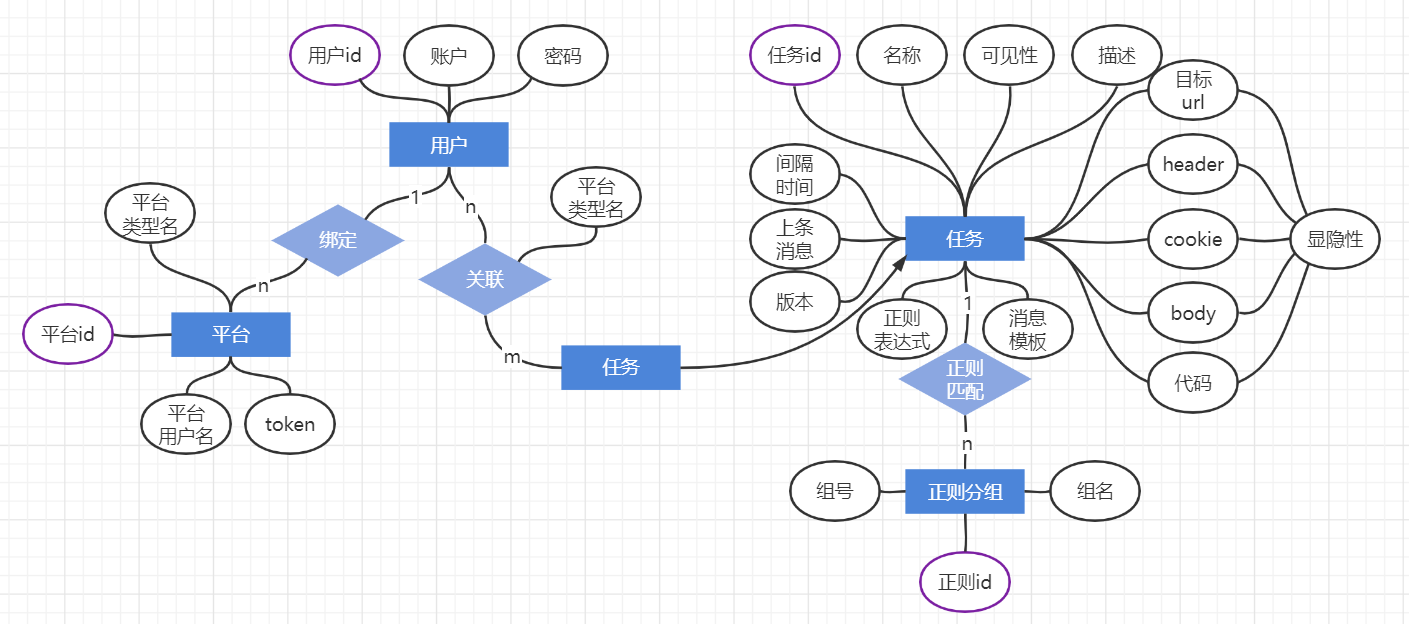 用户id
账户
密码
用户
1
n
平台
类型名
绑定
n
平台id
平台
平台
用户名
token
平台
类型名
关联
m
任务
任务id
名称
可见性
描述
目标
url
header
cookie
body
代码
显隐性
间隔
时间
上条
消息
版本
任务
正则
表达式
1
消息
模板
正则
匹配
n
组号
正则分组
组名
正则id